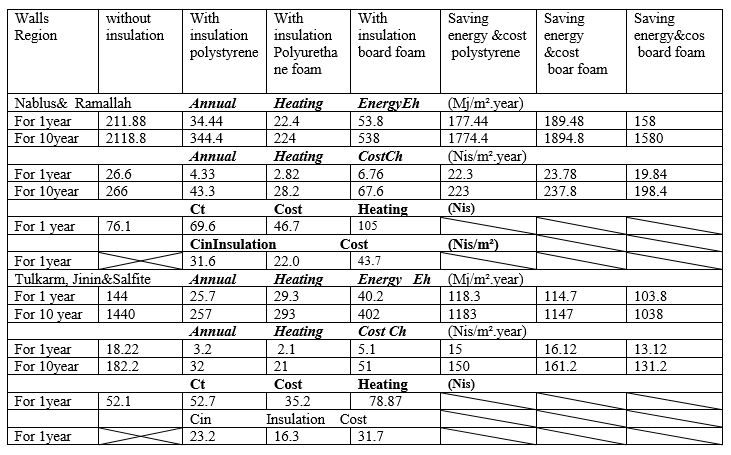 Walls Region without insulation With insulation polystyrene With insulation Polyuretha ne foam With insulation board foam Saving energy &cost polystyrene Saving energy &cost boar foam Saving energy&cos board foam
Nablus& Ramallah Annual Heating EnergyEh (Mj/m².year)
For 1year 211.88 34.44 22.4 53.8 177.44 189.48 158
For 10year 2118.8 344.4 224 538 1774.4 1894.8 1580
Annual Heating CostCh (Nis/m².year)
For 1year 26.6 4.33 2.82 6.76 22.3 23.78 19.84
For 10year 266 43.3 28.2 67.6 223 237.8 198.4
Ct Cost Heating (Nis)
For 1 year 76.1 69.6 46.7 105
CinInsulation Cost (Nis/m²)
For 1year 31.6 22.0 43.7
Tulkarm, Jinin&Salfite Annual Heating Energy Eh (Mj/m².year)
For 1 year 144 25.7 29.3 40.2 118.3 114.7 103.8
For 10 year 1440 257 293 402 1183 1147 1038
Annual Heating Cost Ch (Nis/m².year)
For 1year 18.22 3.2 2.1 5.1 15 16.12 13.12
For 10year 182.2 32 21 51 150 161.2 131.2
Ct Cost Heating (Nis)
For 1year 52.1 52.7 35.2 78.87
Cin Insulation Cost
For 1year 23.2 16.3 31.7